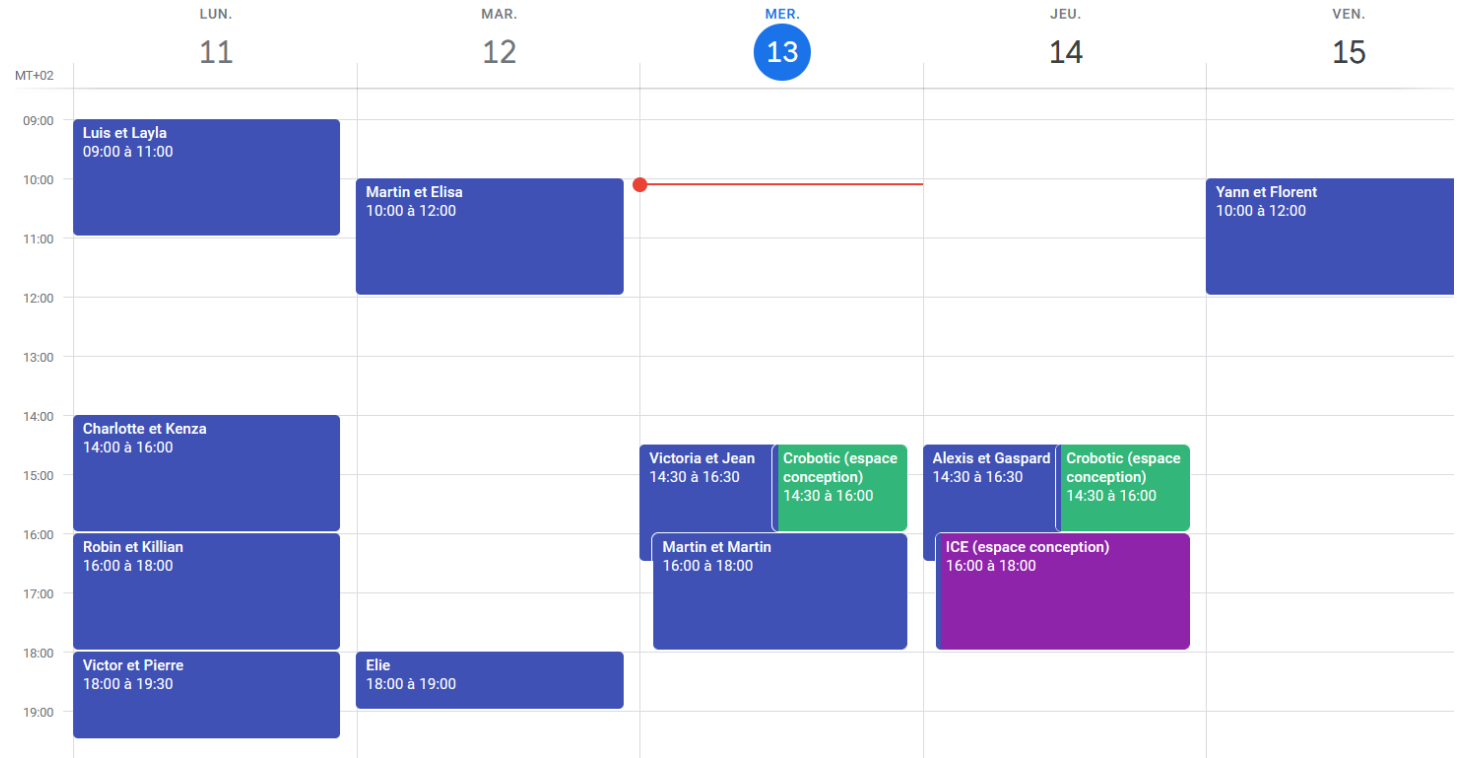 LUN.
MAR.
MER.
JEU.
VEN.
11
12
13
14
15
MT+02
09:00
10:00
11:00
12:00
13:00
14:00
15:00
16:00
17:00
18:00
19:00
Luis et Layla
09:00 à 11:00
Charlotte et Kenza
14:00 à 16:00
Robin et Killian
16:00 à 18:00
Victor et Pierre
18:00 à 19:30
Martin et Elisa
10:00 à 12:00
Elie
18:00 à 19:00
Victoria et Jean
14:30 à 16:30
Crobotic (espace
conception)
14:30 à 16:00
Martin et Martin
16:00 à 18:00
Alexis et Gaspard
14:30 à 16:30
Crobotic (espace
conception)
14:30 à 16:00
ICE (espace conception)
16:00 à 18:00
Yann et Florent
10:00 à 12:00